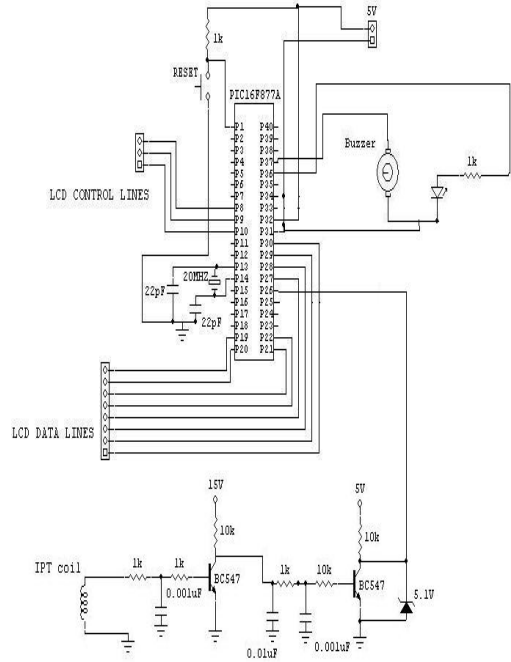 5V
1k
RESET
PIC16F877A
P1 P40
P2 P39
P3 P38
P4 P37
P5 P36
P6 P35
P7 P34
P8 P33
P9 P32
P10 P31
P11 P30
P12 P29
P13 P28
P14 P27
P15 P26
P16 P25
P17 P24
P18 P23
P19 P22
P20 P21
Buzzer
1k
LCD CONTROL LINES
20MHZ
22pF
22pF
LCD DATA LINES
15V
5V
10k
10k
IPT coil
1k
1k
BC547
1k
10k
BC547
0.001uF
5.1V
0.01uF
0.001uF